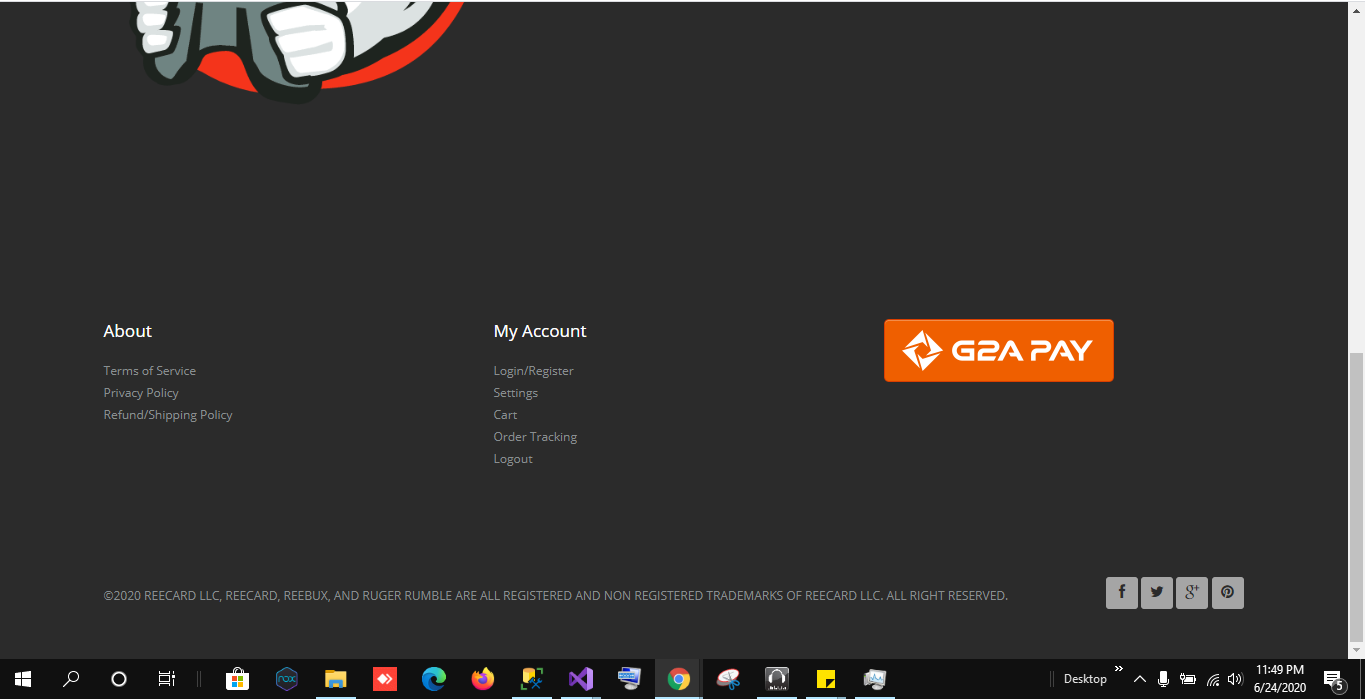 About
Terms of Service
Privacy Policy
Refund/Shipping Policy
My Account
Login/Register
Settings
Cart
Order Tracking
Logout
G2A PAY
©2020 REECARD LLC, REECARD, REEBUX, AND RUGER RUMBLE ARE ALL REGISTERED AND NON REGISTERED TRADEMARKS OF REECARD LLC. ALL RIGHT RESERVED.
nox
Desktop
11:49 PM
6/24/2020
5